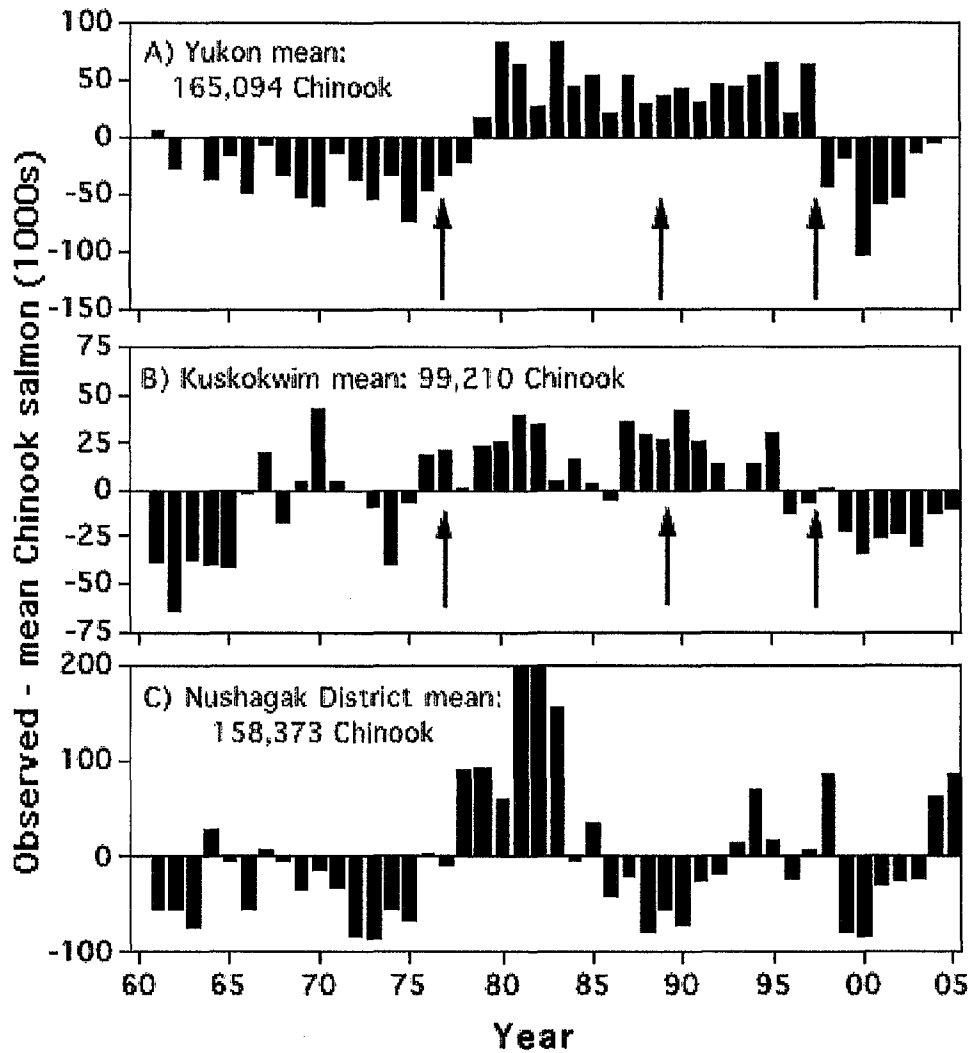 Observed - mean Chinook salmon (1000s)
A) Yukon mean:
165,094 Chinook
100
50
0
-50
-100
-150
B) Kuskokwim mean: 99,210 Chinook
75
50
25
0
-25
-50
-75
C) Nushagak District mean:
158,373 Chinook
200
100
0
-100
60 65 70 75 80 85 90 95 00 05
Year